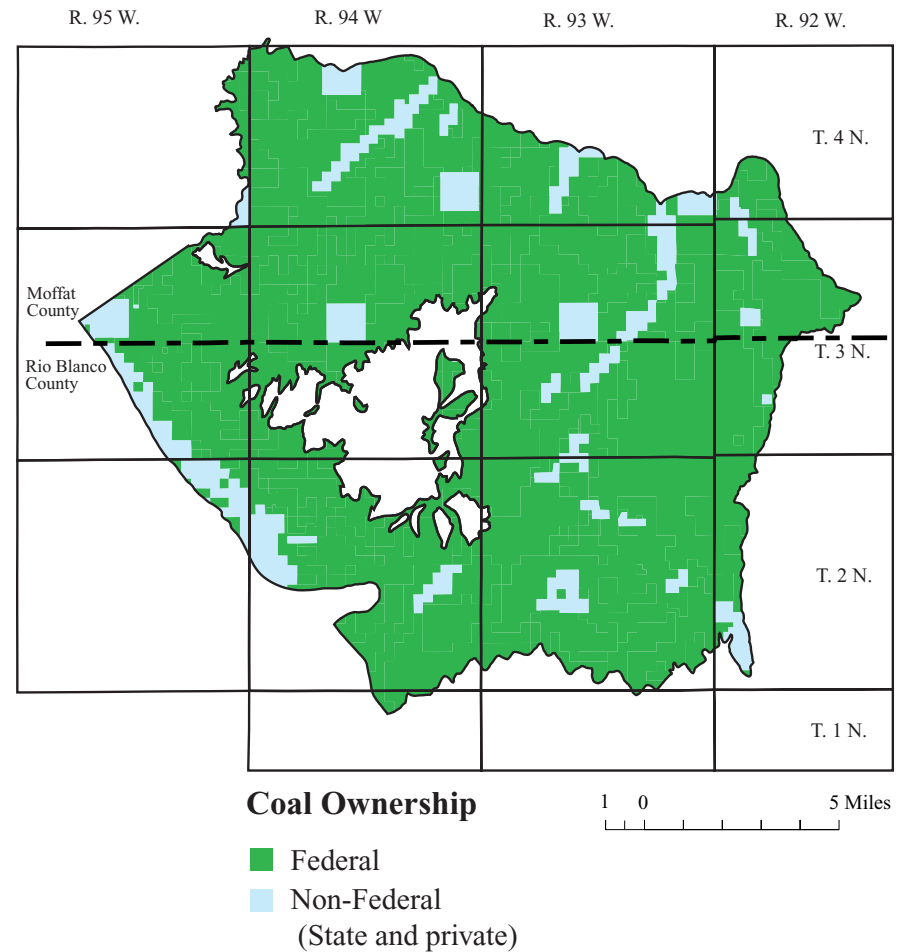 R. 95 W.
R. 94 W
R. 93 W.
R. 92 W.
T. 4 N.
Moffat
County
T. 3 N.
Rio Blanco
County
T. 2 N.
T. 1 N.
Coal Ownership
1 0 5 Miles
Federal
Non-Federal
(State and private)